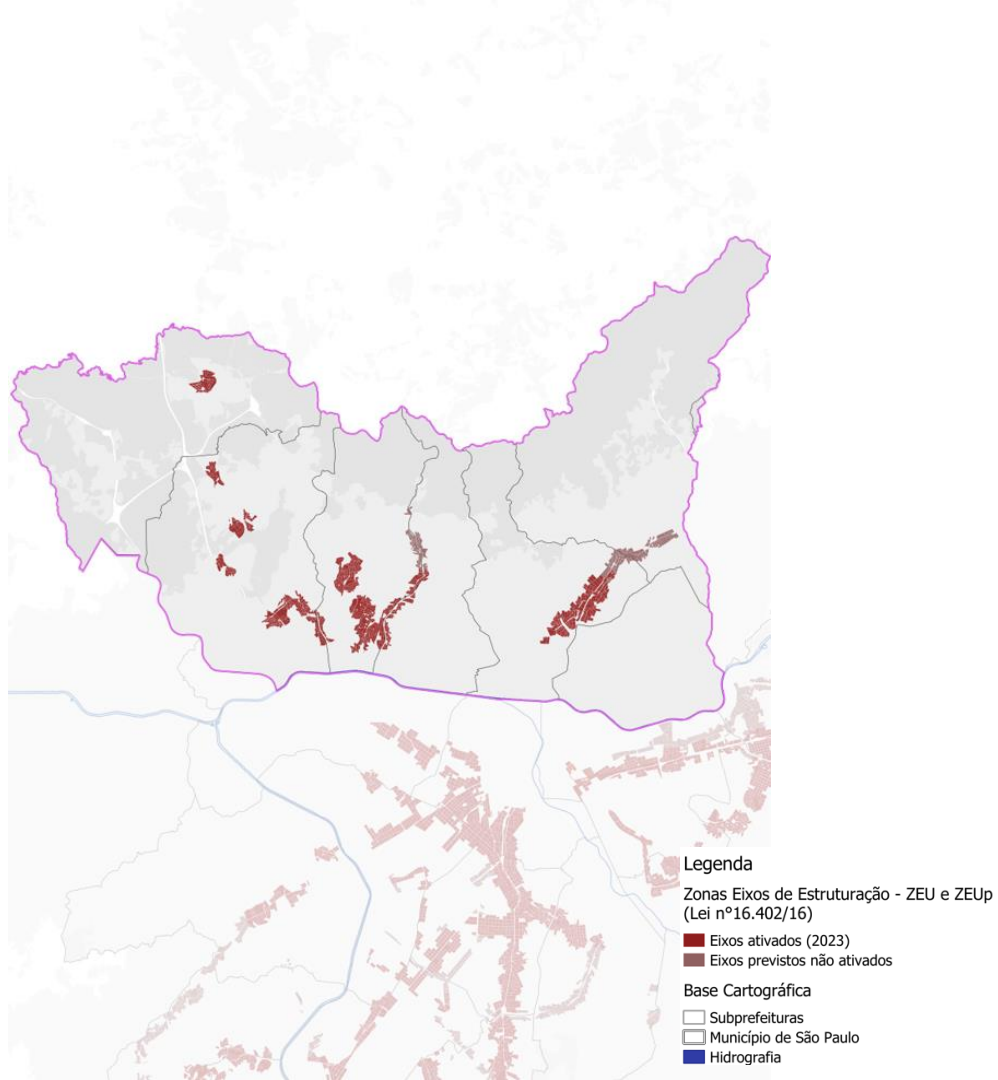 Legenda
Zonas Eixos de Estruturação - ZEU e ZEUp
(Lei n°16.402/16)
Eixos ativados (2023)
Eixos previstos não ativados
Base Cartográfica
Subprefeituras
Município de São Paulo
Hidrografia